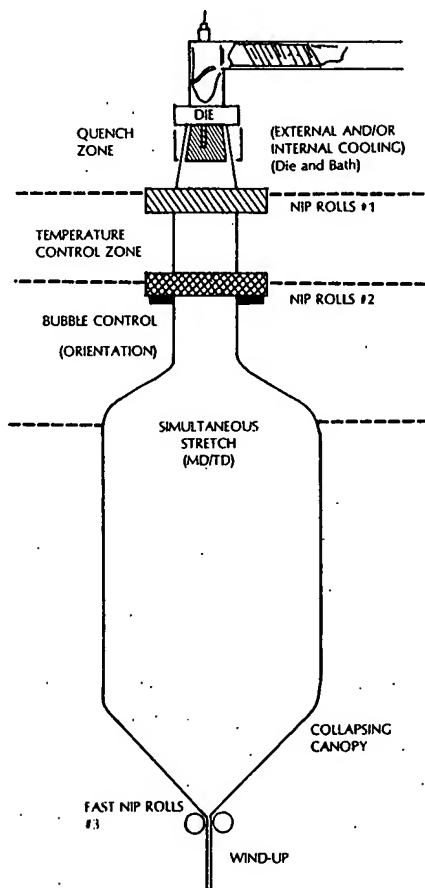 DIE
QUENCH
ZONE
(EXTERNAL AND/OR
INTERNAL COOLING)
(Die and Bath)
NIP ROLLS #1
TEMPERATURE
CONTROL ZONE
NIP ROLLS #2
BUBBLE CONTROL
(ORIENTATION)
SIMULTANEOUS
STRETCH
(MD/TD)
COLLAPSING
CANOPY
FAST NIP ROLLS
#3
WIND-UP